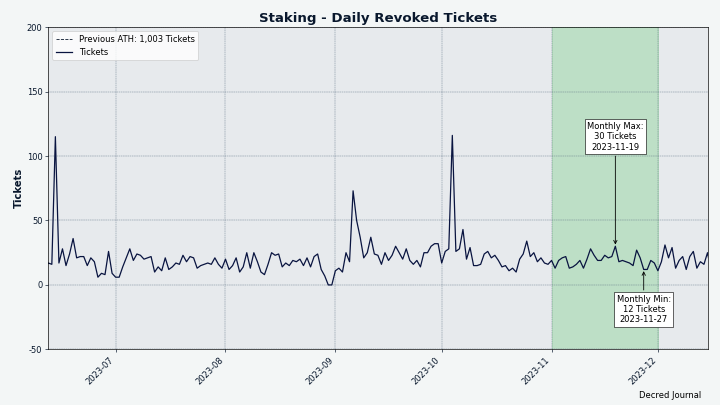 Staking - Daily Revoked Tickets
Previous ATH: 1,003 Tickets
Tickets
200
150
100
50
0
-50
Tickets
Monthly Max:
30 Tickets
2023-11-19
Monthly Min:
12 Tickets
2023-11-27
2023-07
2023-08
2023-09
2023-10
2023-11
2023-12
Decred Journal